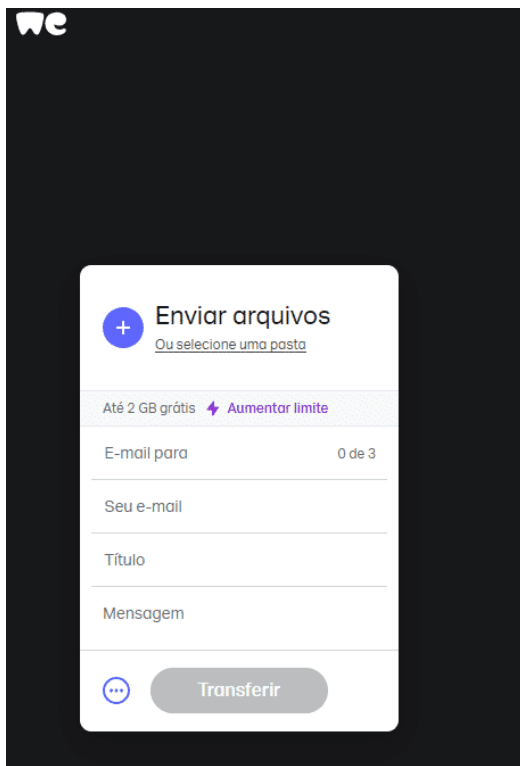 we
Enviar arquivos
Ou selecione uma pasta
Até 2 GB grátis Aumentar limite
E-mail para 0 de 3
Seu e-mail
Título
Mensagem
Transferir